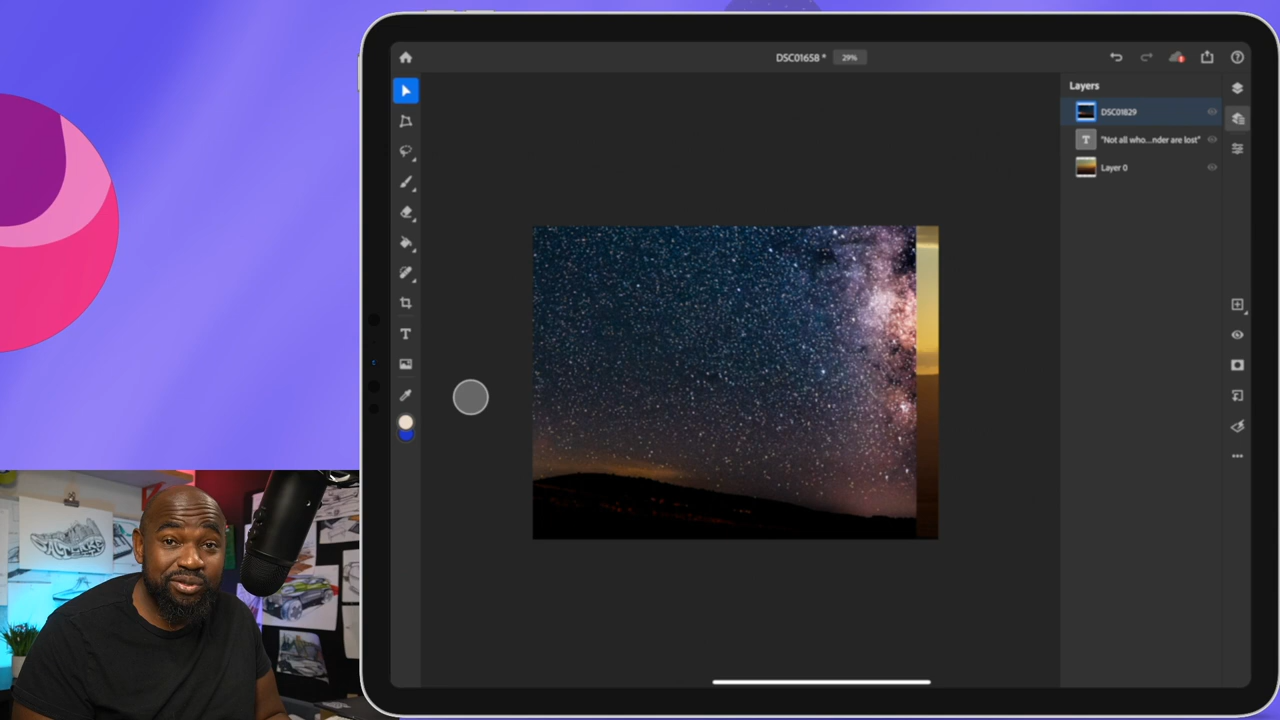 DSC01658 *
29%
Layers
DSC01829
T
"Not all who...nder are lost"
Layer 0
T